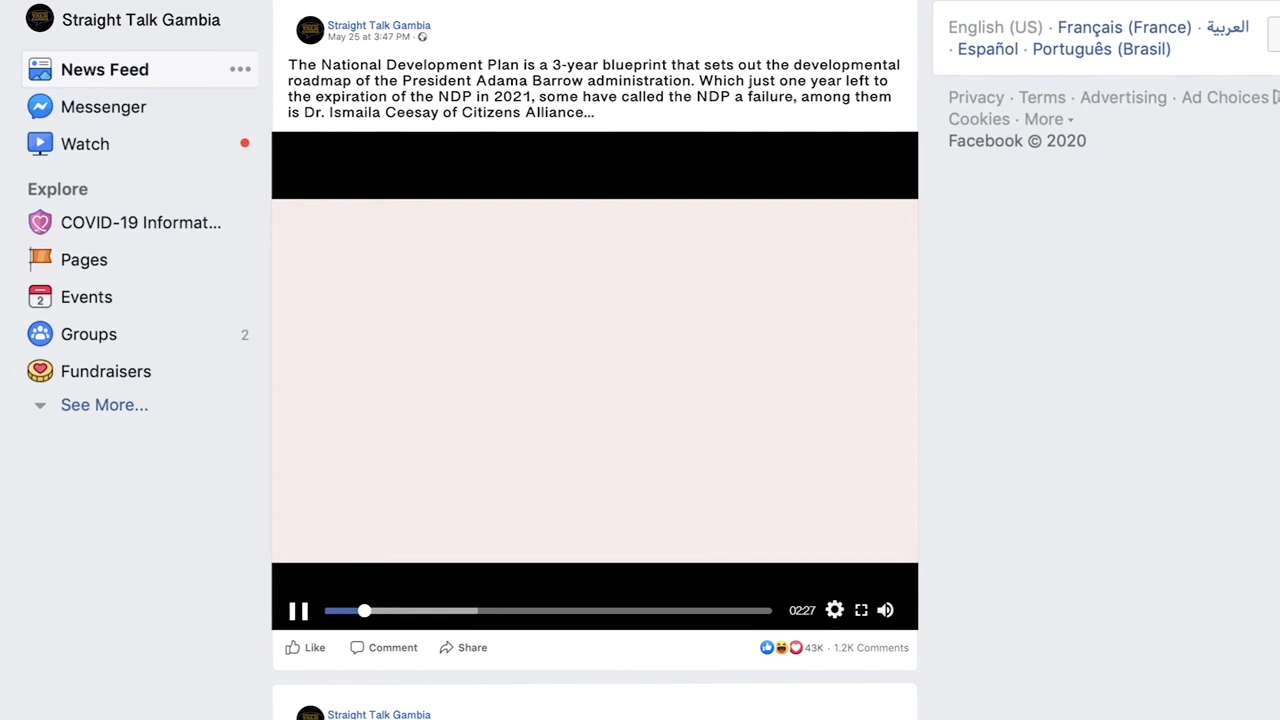 Straight Talk Gambia
News Feed
Messenger
Watch
Explore
COVID-19 Informat...
Pages
2
Events
Groups
2
Fundraisers
See More...
Straight Talk Gambia
May 25 at 3:47 PM ·
The National Development Plan is a 3-year blueprint that sets out the developmental
roadmap of the President Adama Barrow administration. Which just one year left to
the expiration of the NDP in 2021, some have called the NDP a failure, among them
is Dr. Ismaila Ceesay of Citizens Alliance...
02:27
Like
Comment
Share
43K · 1.2K Comments
Straight Talk Gambia
English (US) · Français (France) · العربية
· Español · Português (Brasil)
Privacy · Terms · Advertising · Ad Choices
Cookies · More
Facebook © 2020